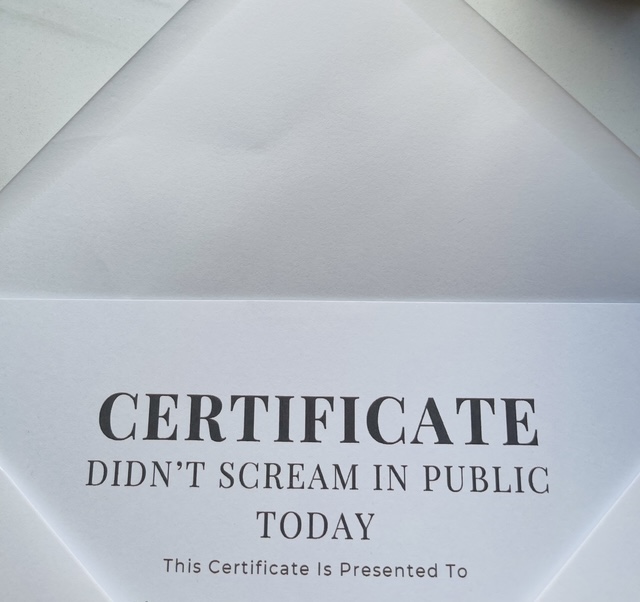 CERTIFICATE
DIDN'T SCREAM IN PUBLIC
TODAY
This Certificate Is Presented To